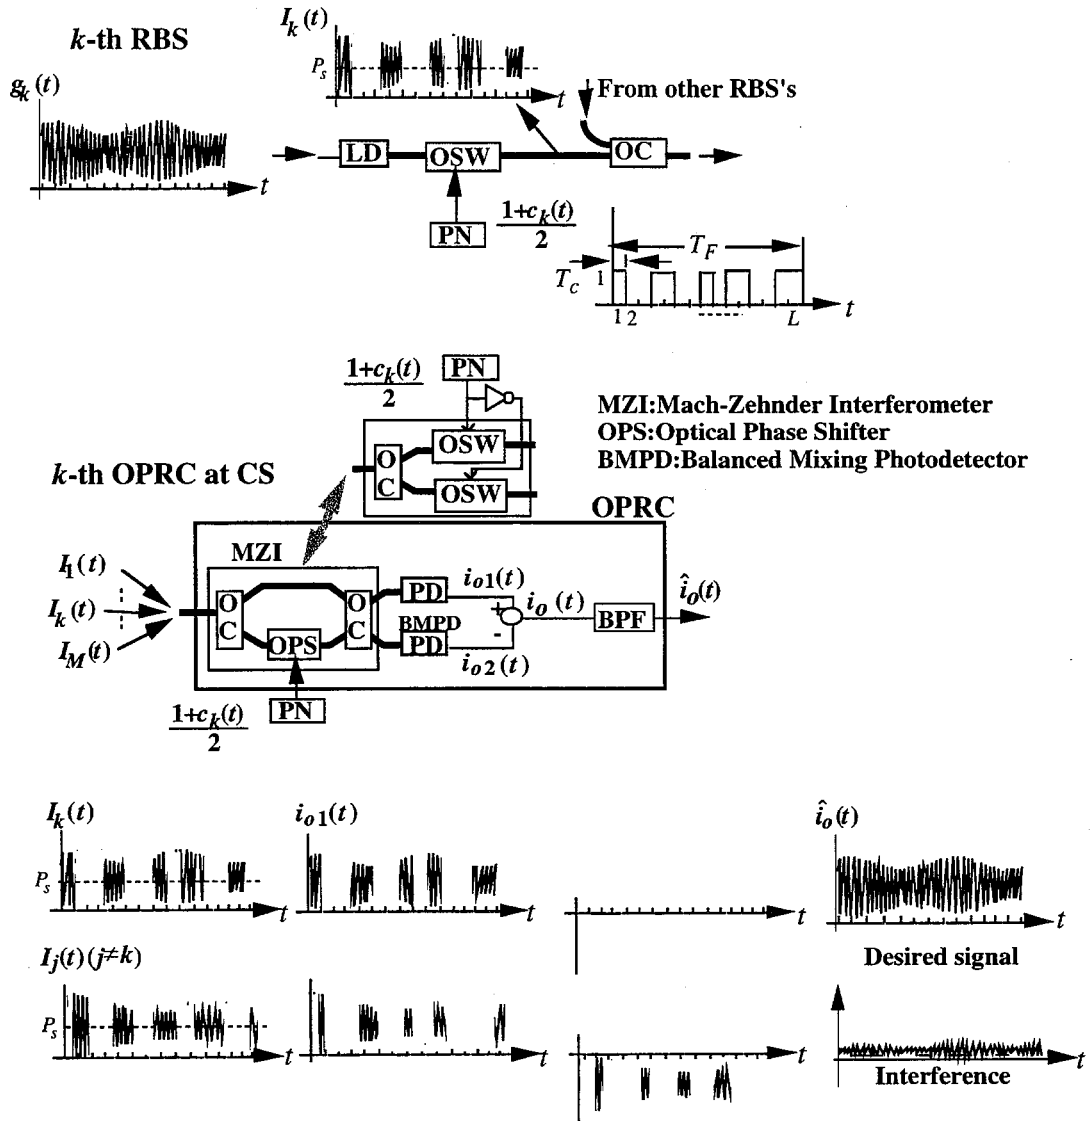 k-th RBS
g_k(t)
t
I_k(t)
P_s
t
From other RBS's
LD
OSW
OC
PN
1+c_k(t)
2
T_F
T_c
1
1 2 L
t
1+c_k(t)
2
PN
O
C
OSW
OSW
MZI:Mach-Zehnder Interferometer
OPS:Optical Phase Shifter
BMPD:Balanced Mixing Photodetector
k-th OPRC at CS
OPRC
MZI
I_1(t)
I_k(t)
I_M(t)
O
C
OPS
O
C
PD
BMPD
PD
i_o1(t)
i_o2(t)
+
-
i_o(t)
BPF
î_o(t)
1+c_k(t)
2
PN
I_k(t)
P_s
t
i_o1(t)
t
t
î_o(t)
t
Desired signal
I_j(t)(j≠k)
P_s
t
t
t
t
Interference